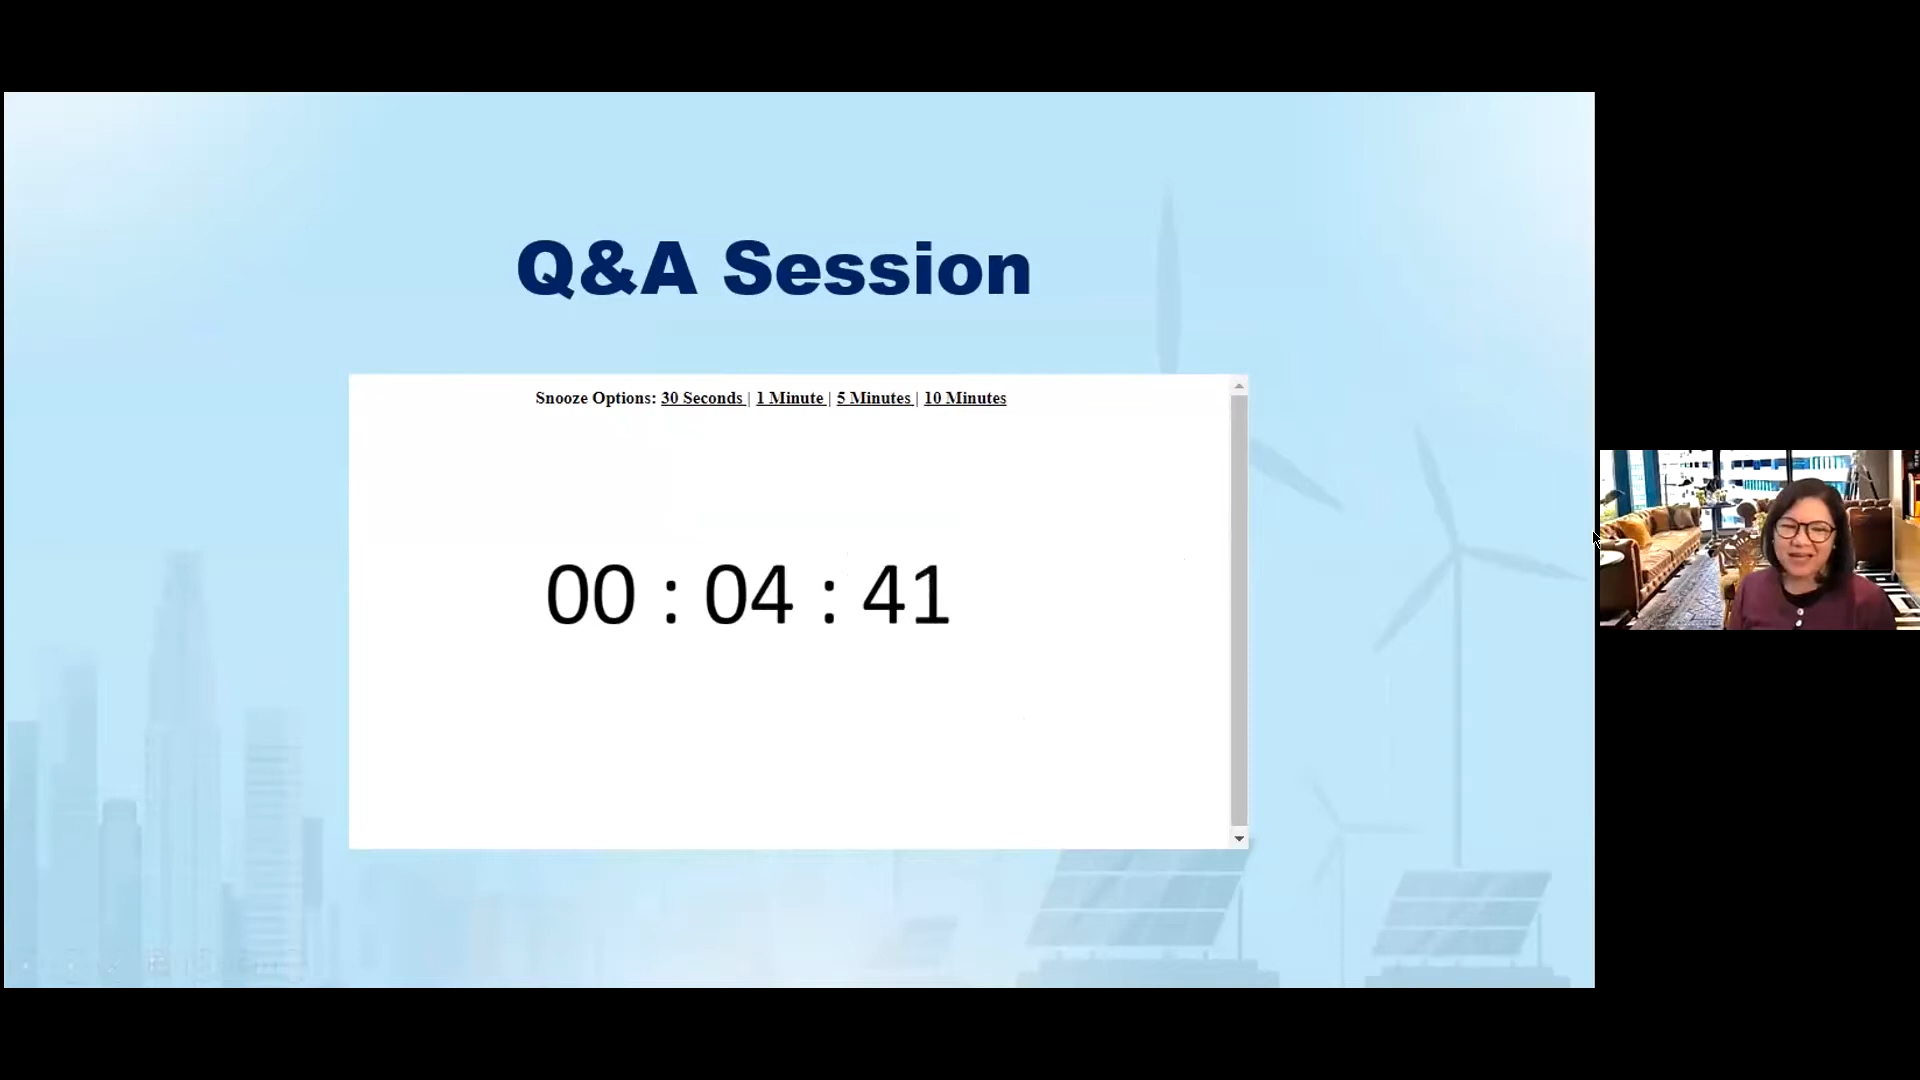 Q&A Session
Snooze Options: 30 Seconds | 1 Minute | 5 Minutes | 10 Minutes
00 : 04 : 41